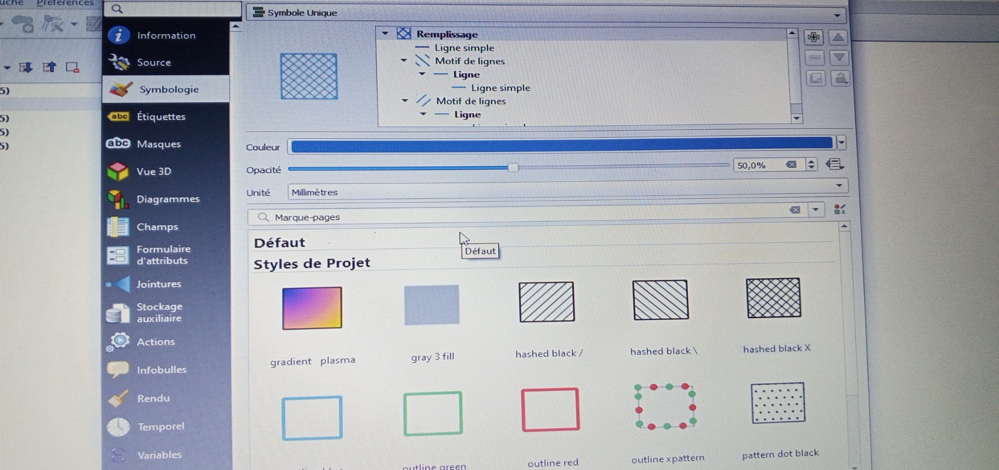 Préférences
5)
5)
5)
5)
Information
Source
Symbologie
abc
Étiquettes
abc
Masques
Vue 3D
Diagrammes
Champs
Formulaire
d'attributs
Jointures
Stockage
auxiliaire
Actions
Infobulles
Rendu
Temporel
Variables
Symbole Unique
Remplissage
Ligne simple
Motif de lignes
Ligne
Ligne simple
Motif de lignes
Ligne
Couleur
Opacité
50,0%
Unité
Millimètres
Marque-pages
Défaut
Défaut
Styles de Projet
gradient plasma
gray 3 fill
hashed black /
hashed black \
hashed black X
outline green
outline red
outline xpattern
pattern dot black